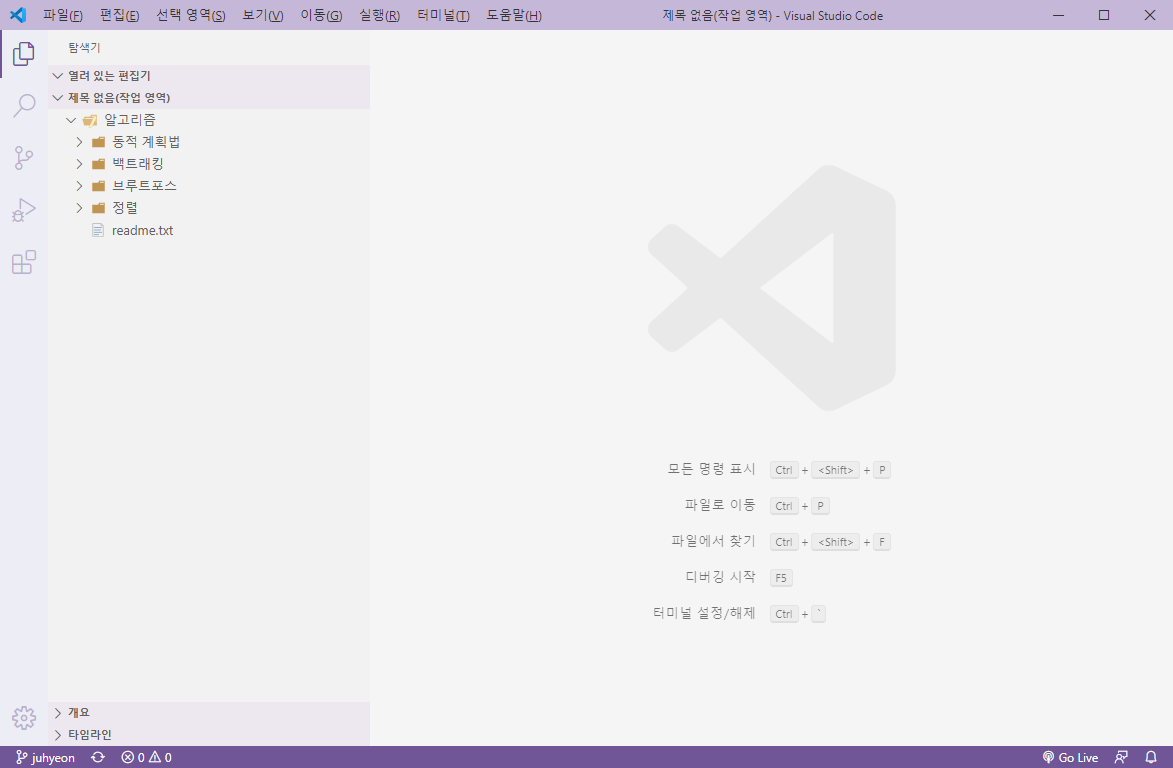 파일(F) 편집(E) 선택 영역(S) 보기(V) 이동(G) 실행(R) 터미널(T) 도움말(H) 제목 없음(작업 영역) - Visual Studio Code
탐색기
열려 있는 편집기
제목 없음(작업 영역)
알고리즘
동적 계획법
백트래킹
브루트포스
정렬
readme.txt
모든 명령 표시 Ctrl + <Shift> + P
파일로 이동 Ctrl + P
파일에서 찾기 Ctrl + <Shift> + F
디버깅 시작 F5
터미널 설정/해제 Ctrl + `
개요
타임라인
juhyeon 0 0 Go Live